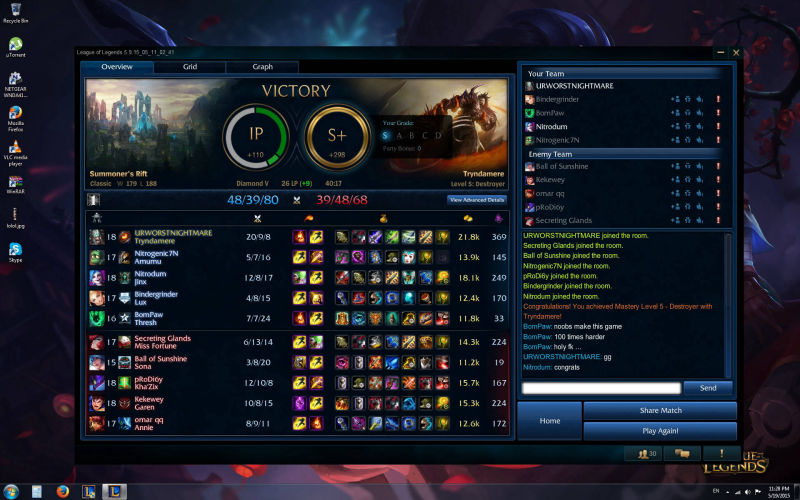 Recycle Bin
uTorrent
NETGEAR
WNDA41...
Mozilla
Firefox
VLC media
player
WinRAR
lolol.jpg
Skype
League of Legends 5.9.15_05_11_02_41
Overview
Grid
Graph
VICTORY
IP
+110
S+
+298
Your Grade:
S A B C D
Party Bonus: 0
Summoner's Rift
Classic W 179 L 188
Diamond V 26 LP (+9) 40:17
Tryndamere
Level 5: Destroyer
48/39/80
39/48/68
View Advanced Details
18 URWORSTNIGHTMARE
Tryndamere
20/9/8 21.8k 369
17 Nitrogenic7N
Amumu
5/7/16 13.9k 145
18 Nitrodum
Jinx
12/8/17 18.1k 249
17 Bindergrinder
Lux
4/8/15 12.4k 170
16 BomPaw
Thresh
7/7/24 11.8k 33
17 Secreting Glands
Miss Fortune
6/13/14 14.3k 224
15 Ball of Sunshine
Sona
3/8/20 11.2k 19
18 pRoDi6y
Kha'Zix
12/10/8 15.7k 167
18 Kekewey
Garen
10/8/15 15.3k 224
17 omar qq
Annie
8/9/11 12.6k 172
Your Team
URWORSTNIGHTMARE
Bindergrinder
BomPaw
Nitrodum
Nitrogenic7N
Enemy Team
Ball of Sunshine
Kekewey
omar qq
pRoDi6y
Secreting Glands
URWORSTNIGHTMARE joined the room.
Secreting Glands joined the room.
Ball of Sunshine joined the room.
Nitrogenic7N joined the room.
pRoDi6y joined the room.
Bindergrinder joined the room.
Nitrodum joined the room.
Congratulations! You achieved Mastery Level 5 - Destroyer with
Tryndamere!
BomPaw: noobs make this game
BomPaw: 100 times harder
BomPaw: holy fk ...
URWORSTNIGHTMARE: gg
Nitrodum: congrats
Send
Home
Share Match
Play Again!
30
LEGENDS
EN
11:28 PM
5/19/2015